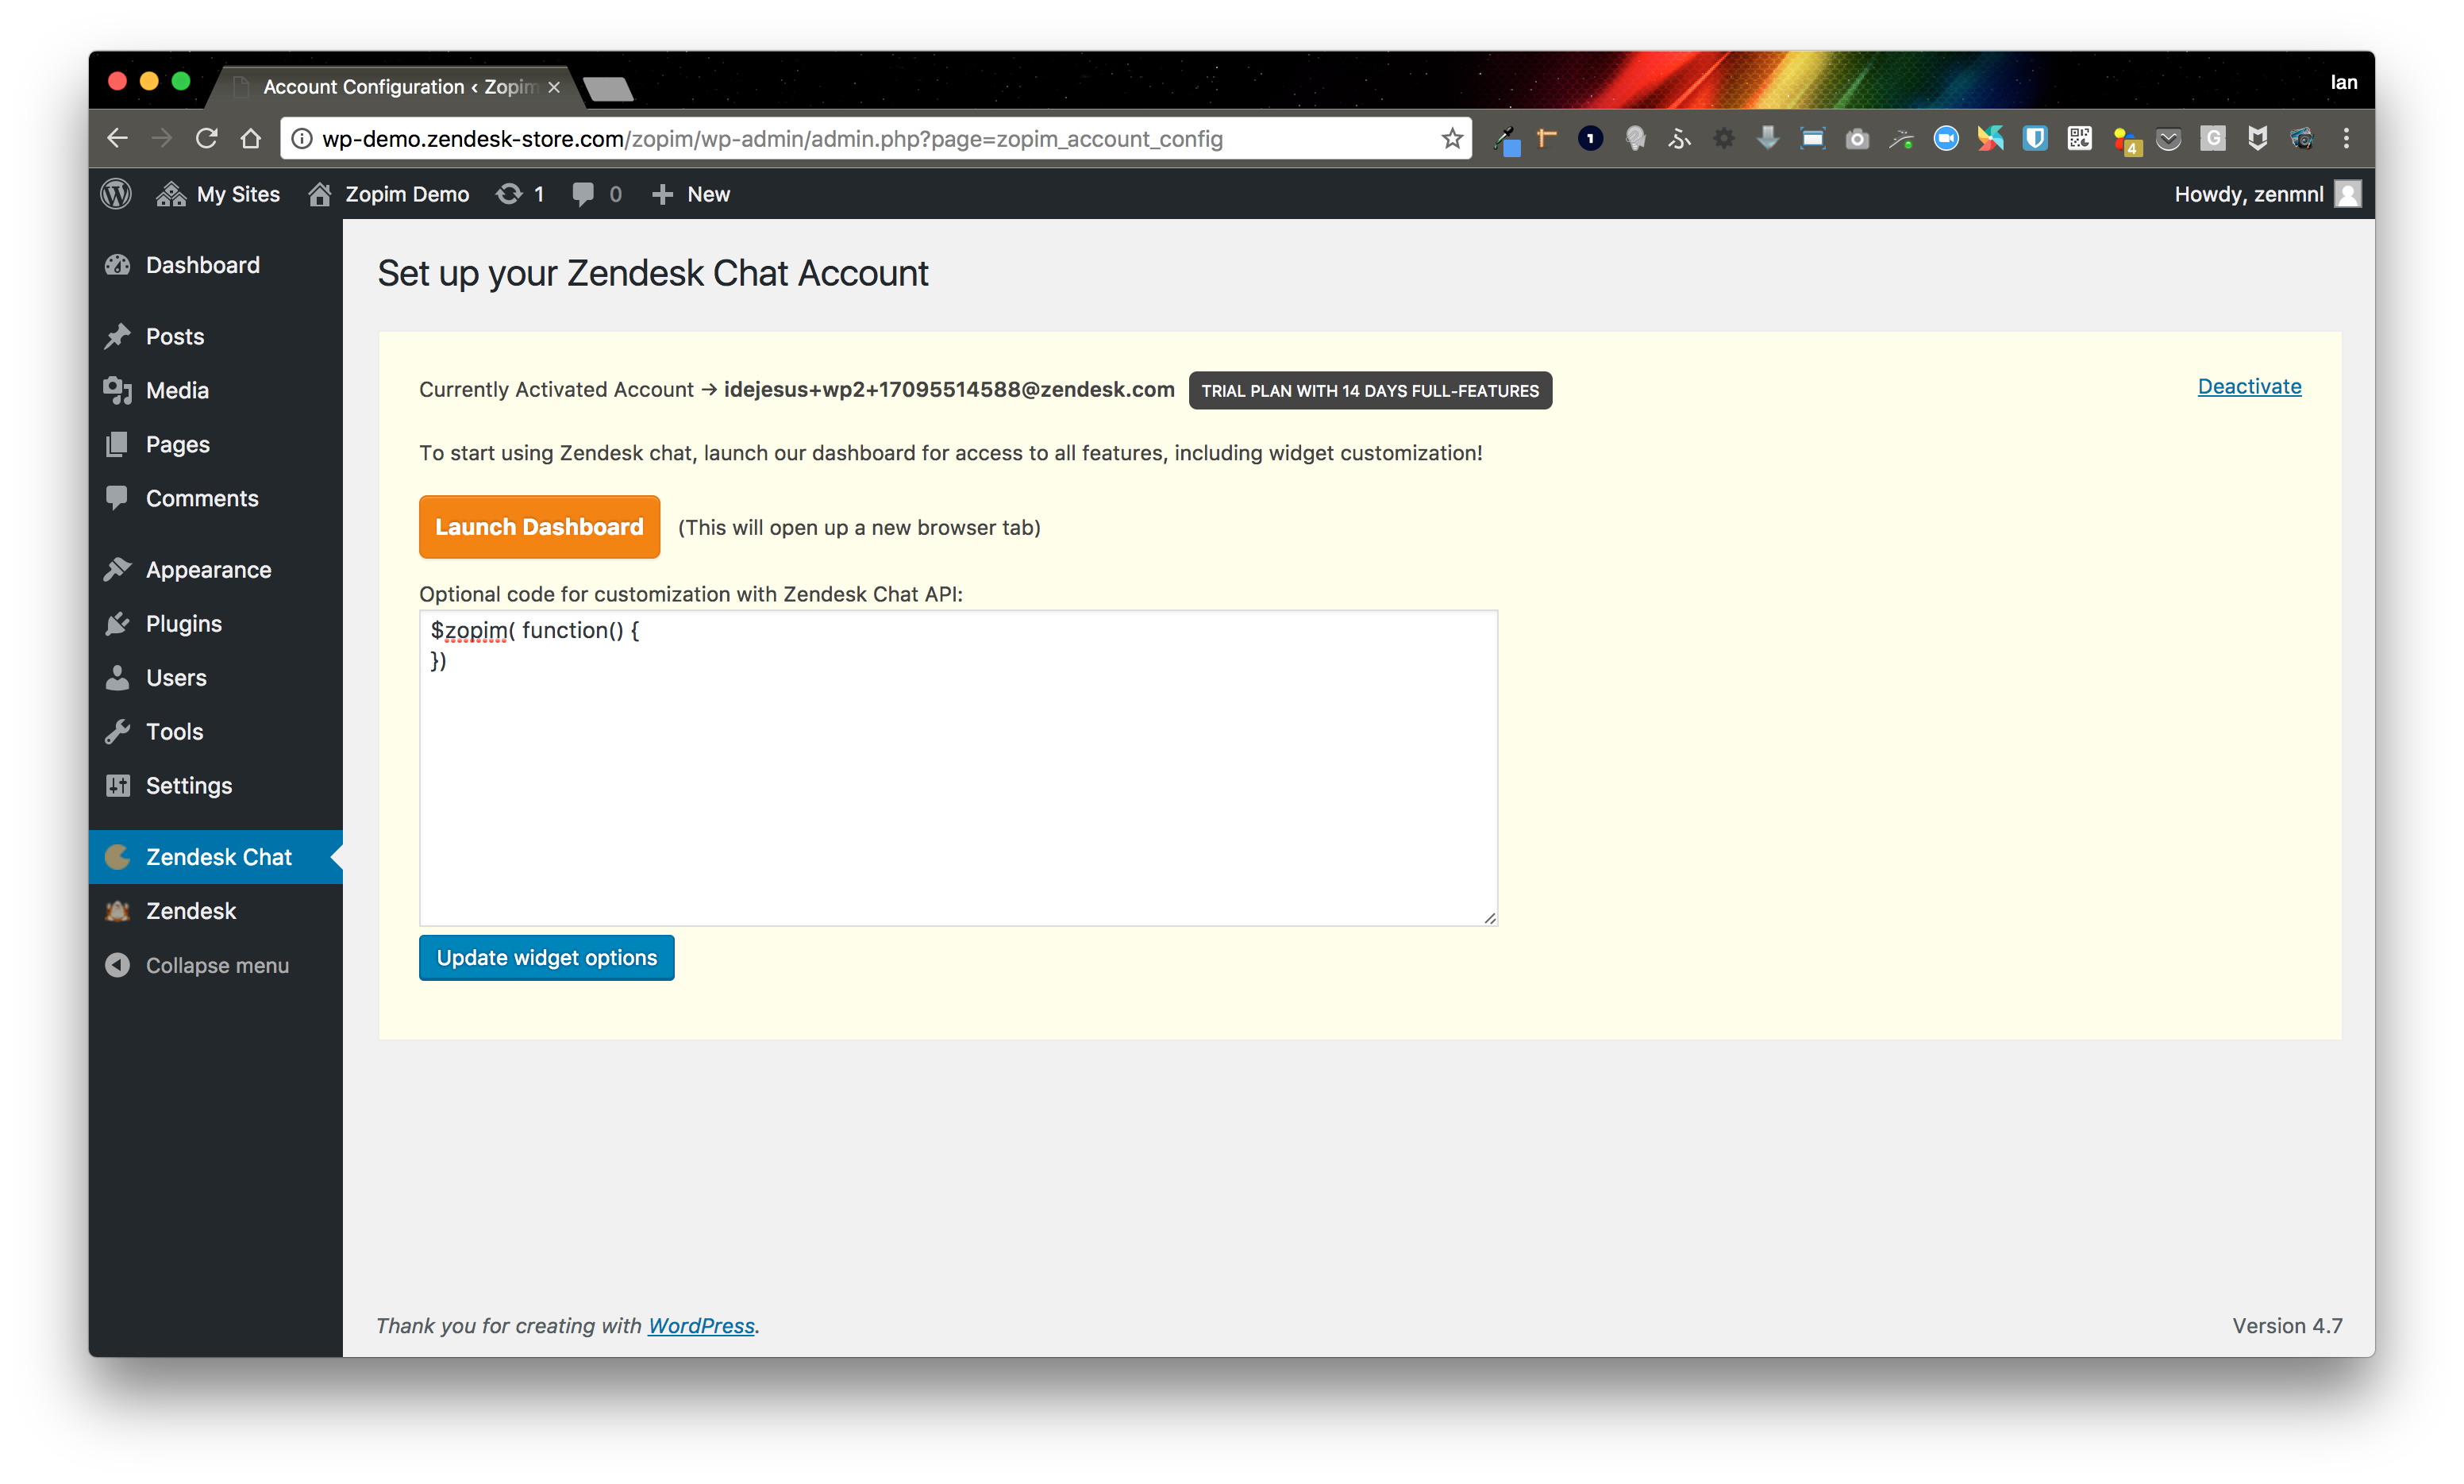 Account Configuration ‹ Zopim
Ian
wp-demo.zendesk-store.com/zopim/wp-admin/admin.php?page=zopim_account_config
1
4
G
My Sites
Zopim Demo
1
0
New
Howdy, zenmnl
Dashboard
Posts
Media
Pages
Comments
Appearance
Plugins
Users
Tools
Settings
Zendesk Chat
Zendesk
Collapse menu
Set up your Zendesk Chat Account
Currently Activated Account → idejesus+wp2+17095514588@zendesk.com TRIAL PLAN WITH 14 DAYS FULL-FEATURES
Deactivate
To start using Zendesk chat, launch our dashboard for access to all features, including widget customization!
Launch Dashboard (This will open up a new browser tab)
Optional code for customization with Zendesk Chat API:
$zopim( function() {
})
Update widget options
Thank you for creating with WordPress.
Version 4.7